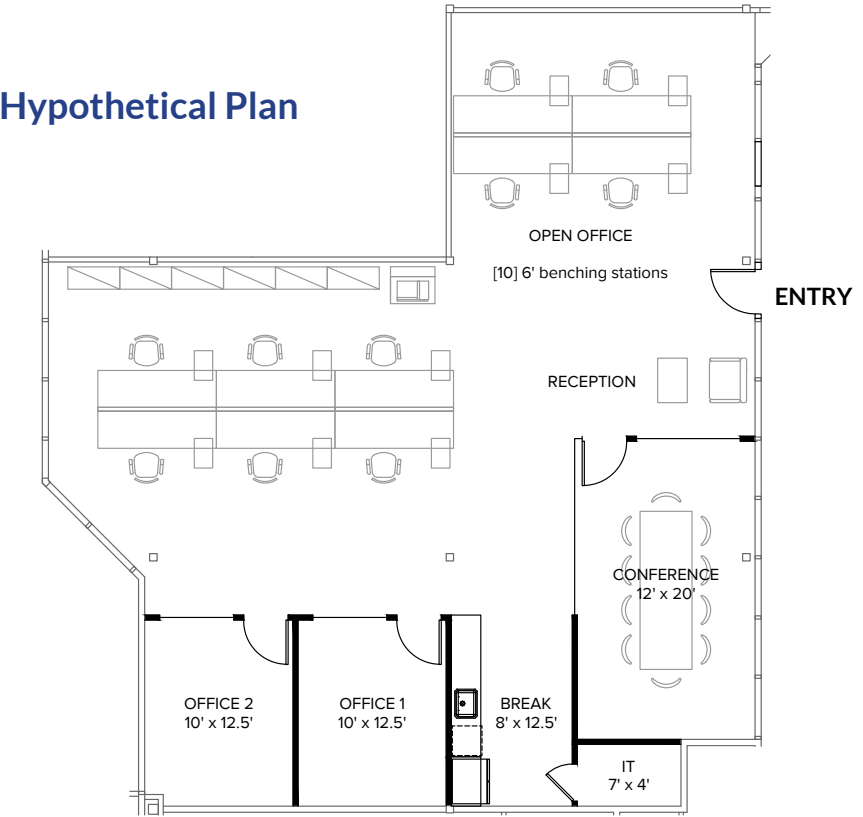 Hypothetical Plan
OPEN OFFICE
[10] 6' benching stations
ENTRY
RECEPTION
CONFERENCE
12' x 20'
OFFICE 2
10' x 12.5'
OFFICE 1
10' x 12.5'
BREAK
8' x 12.5'
IT
7' x 4'